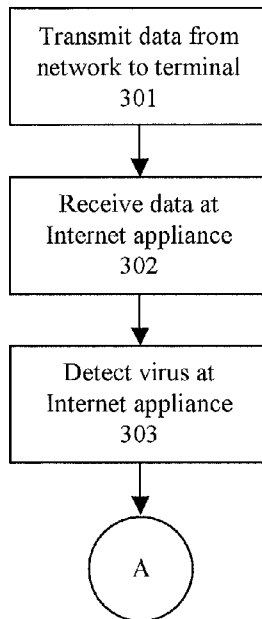 Transmit data from
network to terminal
301
Receive data at
Internet appliance
302
Detect virus at
Internet appliance
303
A